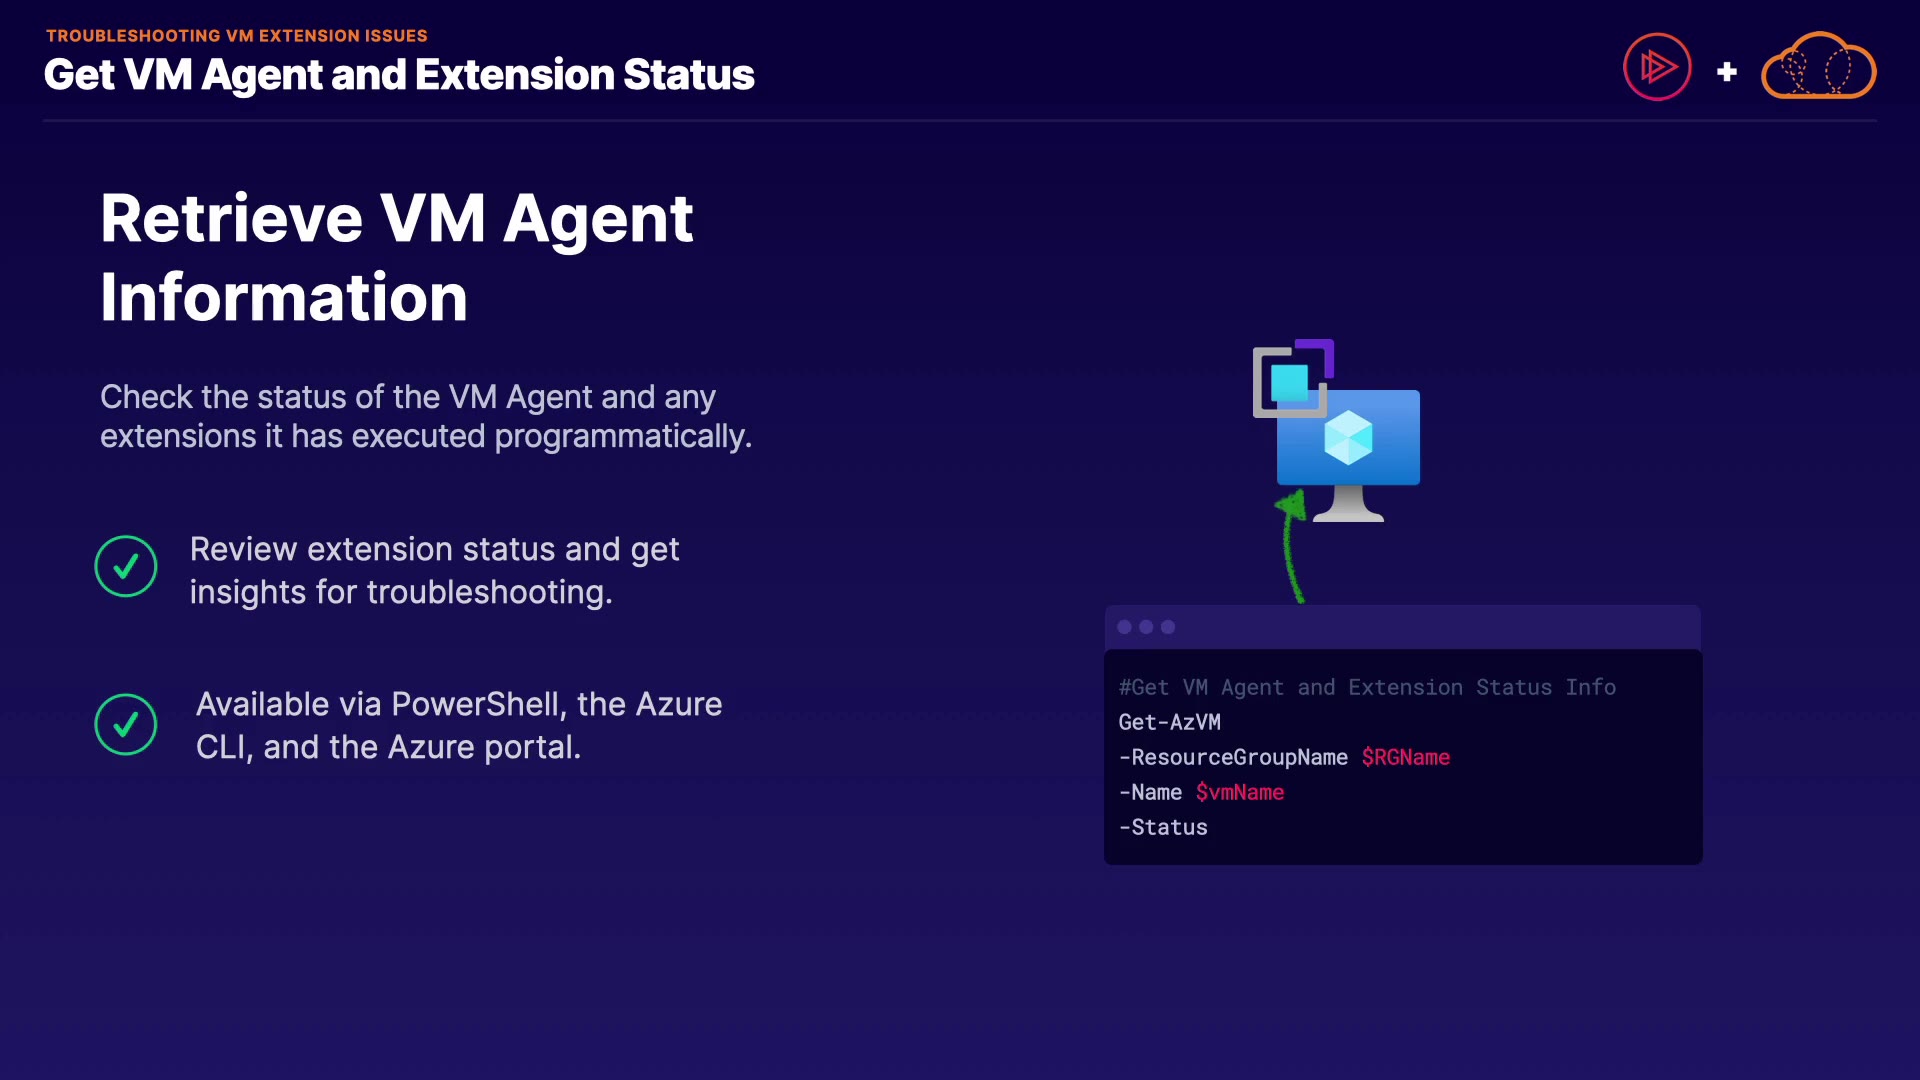 TROUBLESHOOTING VM EXTENSION ISSUES
Get VM Agent and Extension Status
Retrieve VM Agent
Information
Check the status of the VM Agent and any
extensions it has executed programmatically.
Review extension status and get
insights for troubleshooting.
Available via PowerShell, the Azure
CLI, and the Azure portal.
#Get VM Agent and Extension Status Info
Get-AzVM
-ResourceGroupName $RGName
-Name $vmName
-Status